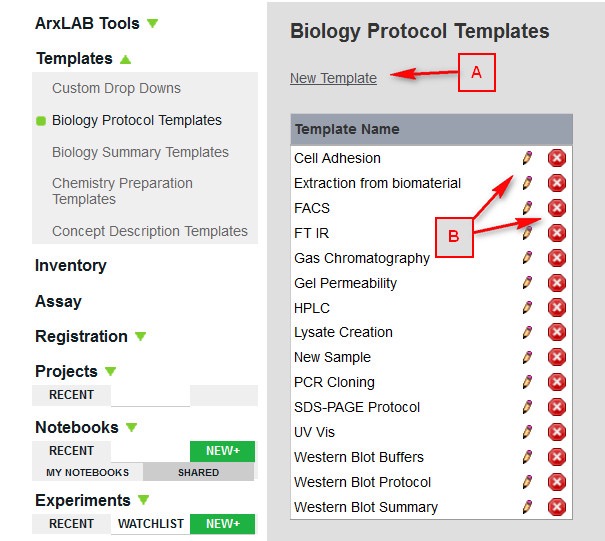 ArxLAB Tools
Templates
Custom Drop Downs
Biology Protocol Templates
Biology Summary Templates
Chemistry Preparation
Templates
Concept Description Templates
Inventory
Assay
Registration
Projects
RECENT
Notebooks
RECENT NEW+
MY NOTEBOOKS SHARED
Experiments
RECENT WATCHLIST NEW+
Biology Protocol Templates
New Template
A
Template Name
Cell Adhesion
Extraction from biomaterial
FACS
B
FT IR
Gas Chromatography
Gel Permeability
HPLC
Lysate Creation
New Sample
PCR Cloning
SDS-PAGE Protocol
UV Vis
Western Blot Buffers
Western Blot Protocol
Western Blot Summary